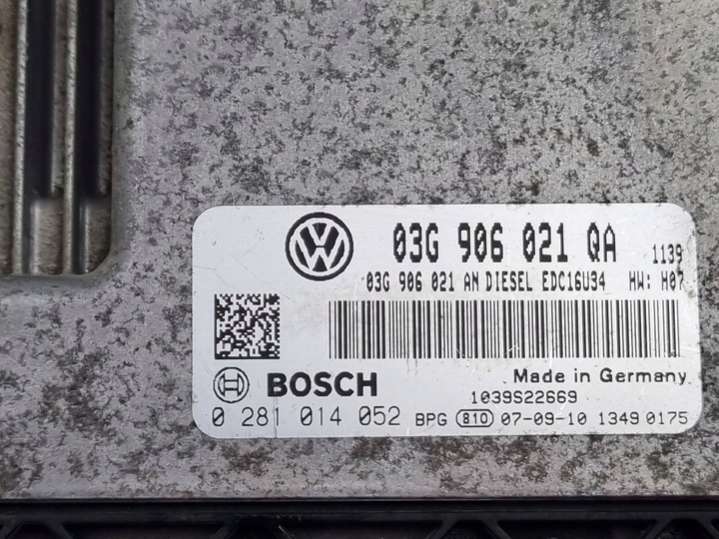 03G 906 021 QA 1139
03G 906 021 AN DIESEL EDC16U34 HW: H07
BOSCH Made in Germany
1039S22669
0 281 014 052 BPG 810 07-09-10 1349 0175